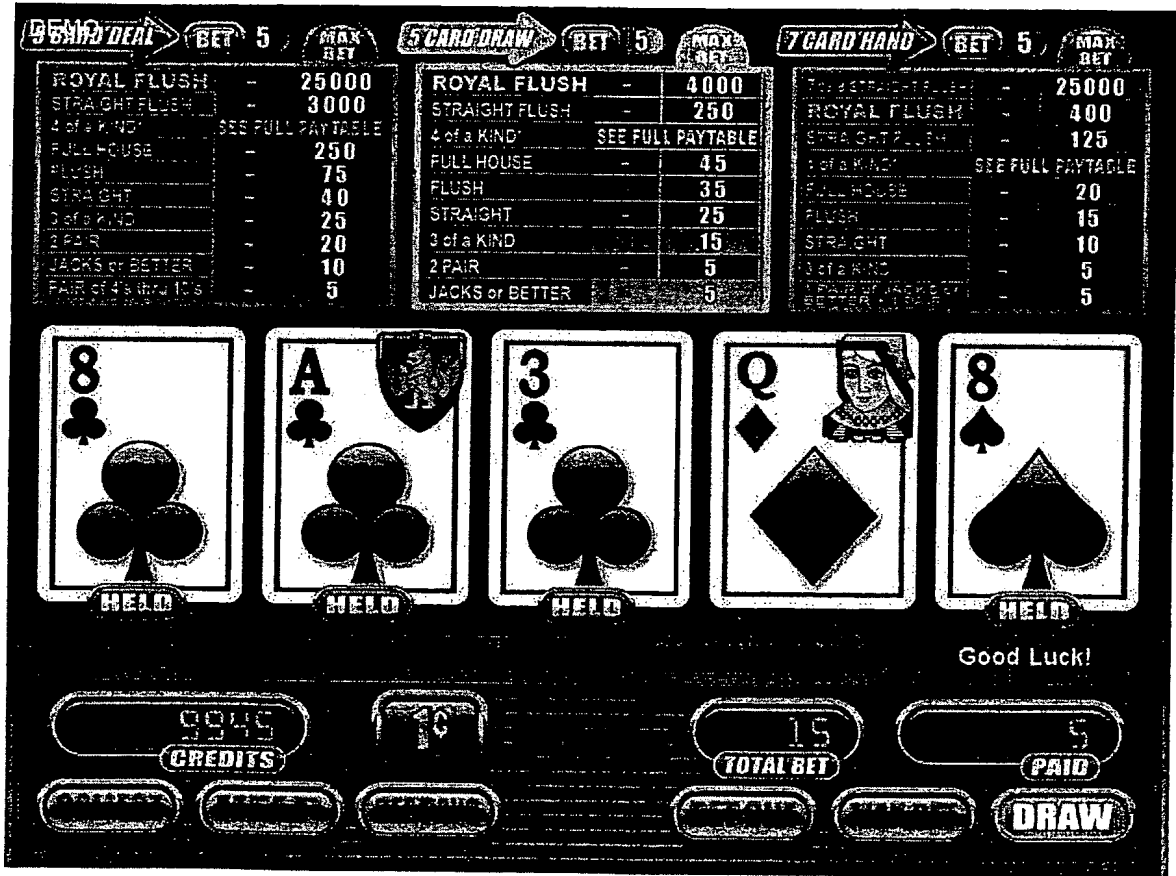 DEMO
5 CARD DEAL BET 5 MAX BET
ROYAL FLUSH - 25000
STRAIGHT FLUSH - 3000
4 of a KIND* SEE FULL PAYTABLE
FULL HOUSE - 250
FLUSH - 75
STRAIGHT - 40
3 of a KIND - 25
2 PAIR - 20
JACKS or BETTER - 10
PAIR of 4's thru 10's - 5
5 CARD DRAW BET 5 MAX BET
ROYAL FLUSH - 4000
STRAIGHT FLUSH - 250
4 of a KIND* SEE FULL PAYTABLE
FULL HOUSE - 45
FLUSH - 35
STRAIGHT - 25
3 of a KIND - 15
2 PAIR - 5
JACKS or BETTER 5
7 CARD HAND BET 5 MAX BET
STRAIGHT FLUSH - 25000
ROYAL FLUSH - 400
STRAIGHT FLUSH - 125
4 of a KIND* SEE FULL PAYTABLE
FULL HOUSE - 20
FLUSH - 15
STRAIGHT - 10
3 of a KIND - 5
BETTER - 5
8 A 3 Q 8
HELD HELD HELD HELD
Good Luck!
9945 1¢ 15 5
CREDITS TOTAL BET PAID
DRAW